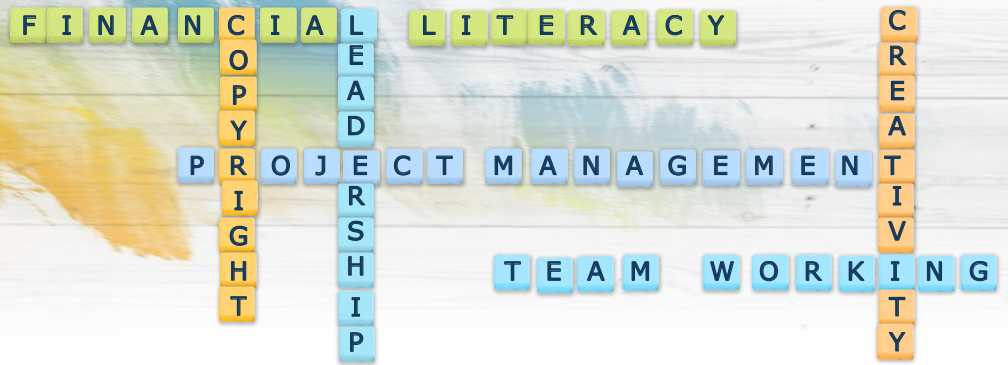 FINANCIAL LITERACY
COPYRIGHT
LEADERSHIP
CREATIVITY
PROJECT MANAGEMENT
TEAM WORKING